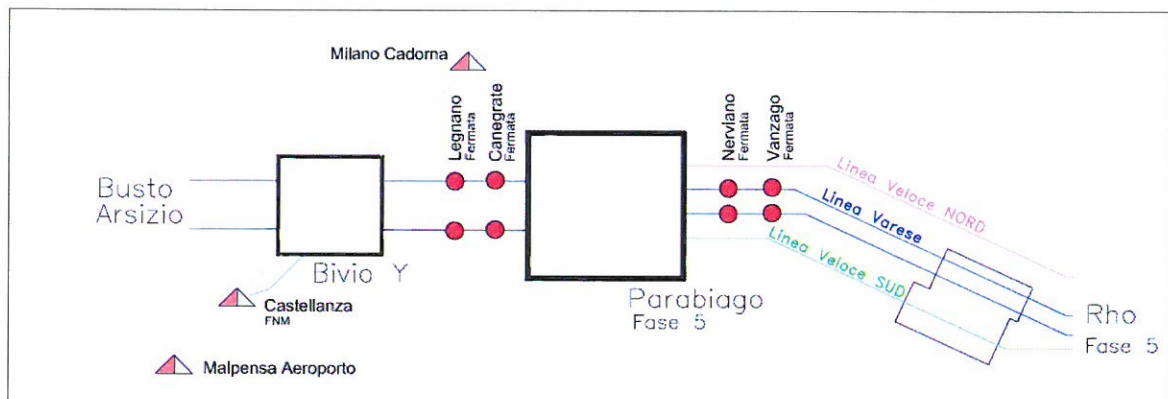 Milano Cadorna
Legnano
Fermata
Canegrate
Fermata
Nerviano
Fermata
Vanzago
Fermata
Linea Veloce NORD
Linea Varese
Linea Veloce SUD
Busto
Arsizio
Bivio Y
Castellanza
FNM
Parabiago
Fase 5
Rho
Fase 5
Malpensa Aeroporto